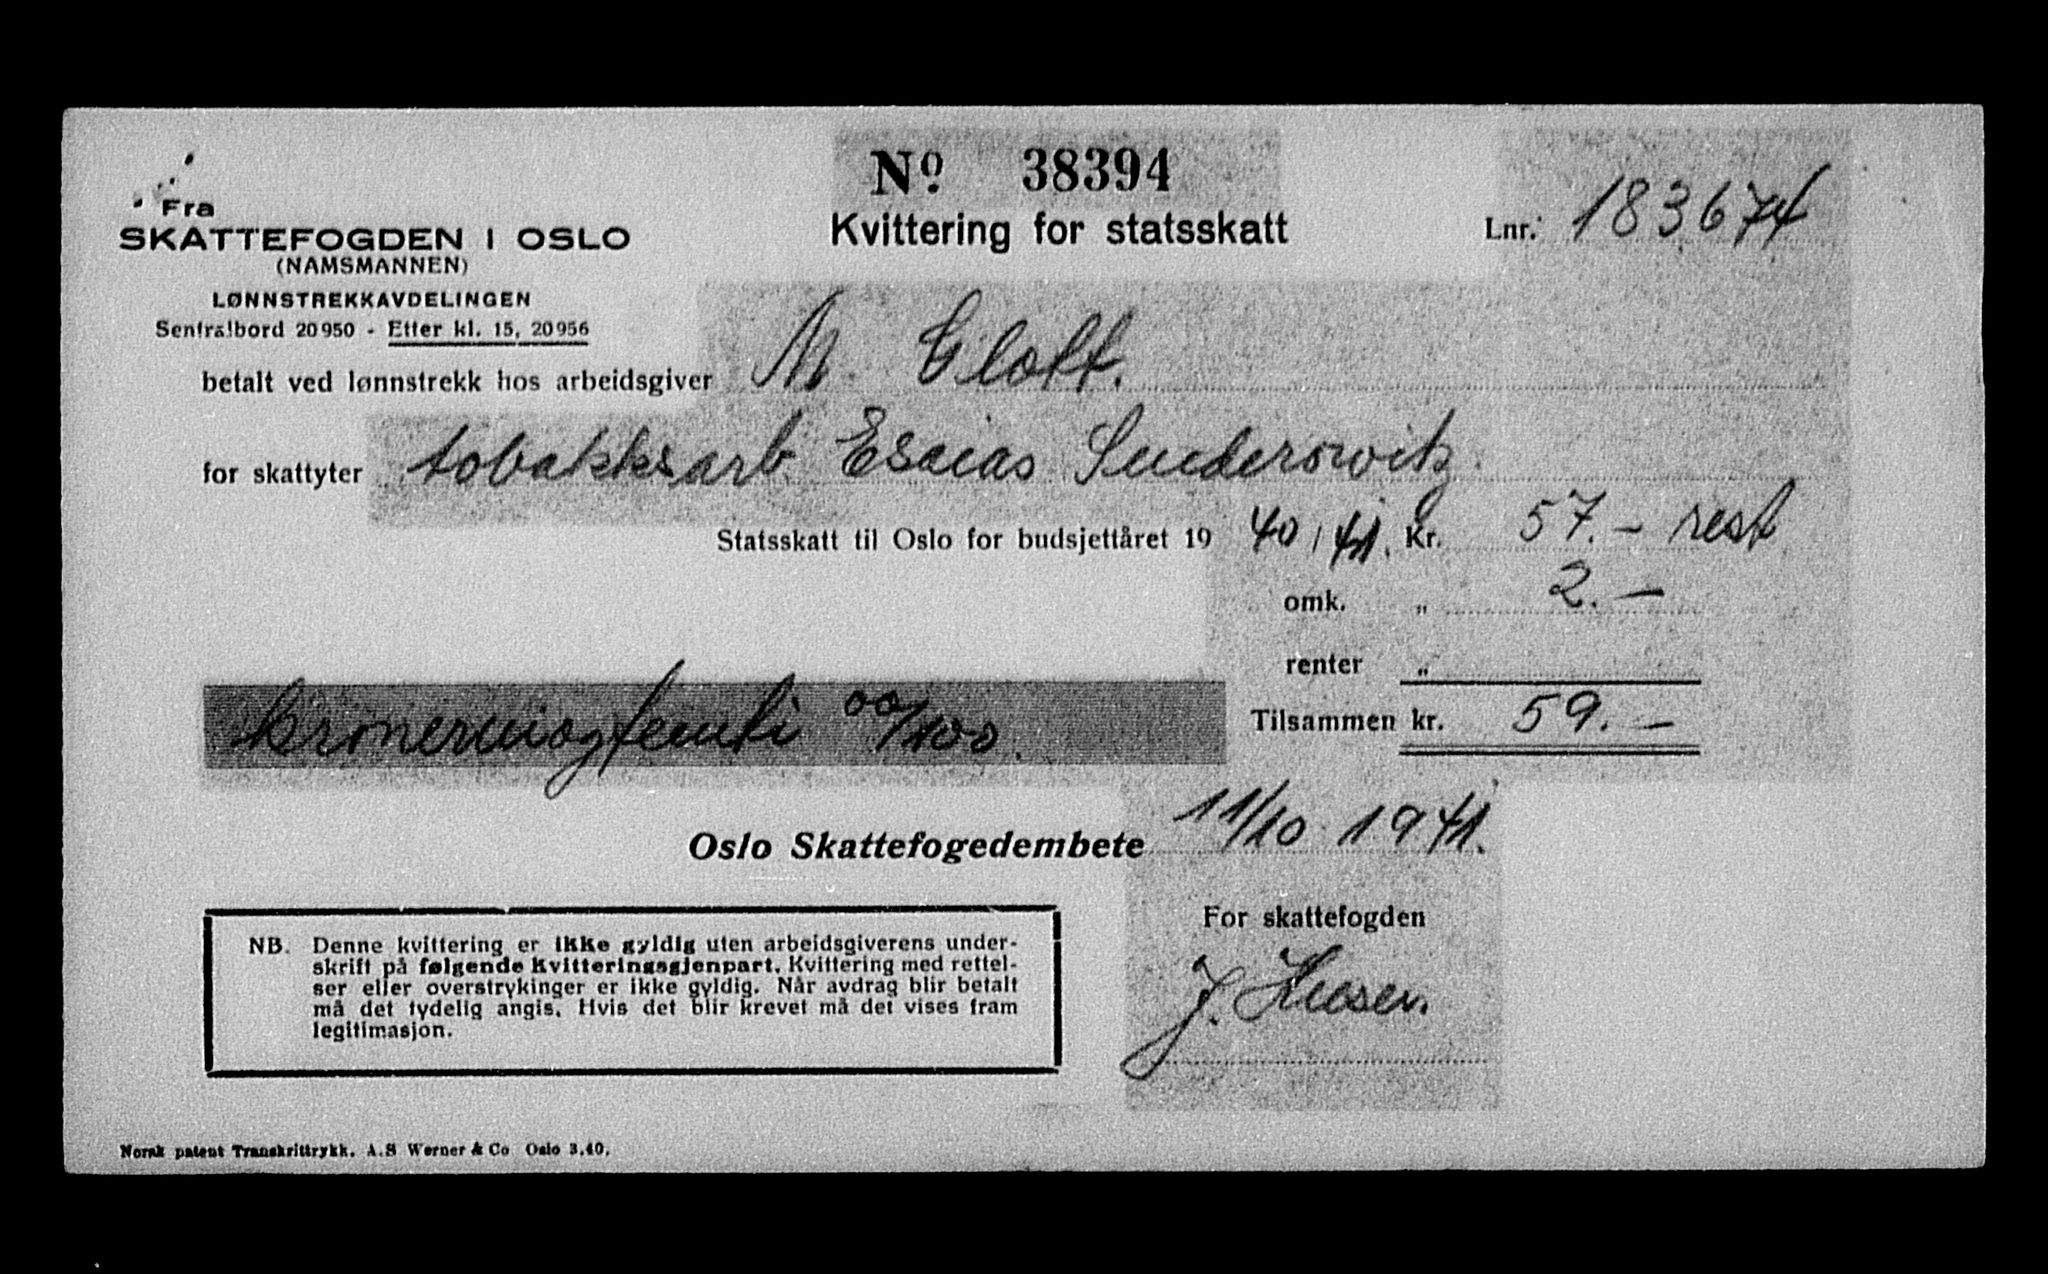 Nº 38394
Fra
SKATTEFOGDEN I OSLO
(NAMSMANNEN)
LØNNSTREKKAVDELINGEN
Sentralbord 20950 - Etter kl. 15, 20956
Kvittering for statsskatt
Lnr. 183674
betalt ved lønnstrekk hos arbeidsgiver M. Glott.
for skattyter tobakksarb Esaias Senderowitz.
Statsskatt til Oslo for budsjettåret 19 40/41. Kr. 57.- rest
omk. „ 2.-
renter „
kronerniogfemti 00/100 Tilsammen kr. 59.-
Oslo Skattefogedembete 11/10 1941.
For skattefogden
NB. Denne kvittering er ikke gyldig uten arbeidsgiverens under-
skrift på følgende kvitteringsgjenpart. Kvittering med rettel-
ser eller overstrykinger er ikke gyldig. Når avdrag blir betalt
må det tydelig angis. Hvis det blir krevet må det vises fram
legitimasjon.
J.
Norsk patent Transkrittrykk. A.S Werner & Co Oslo 3.40.